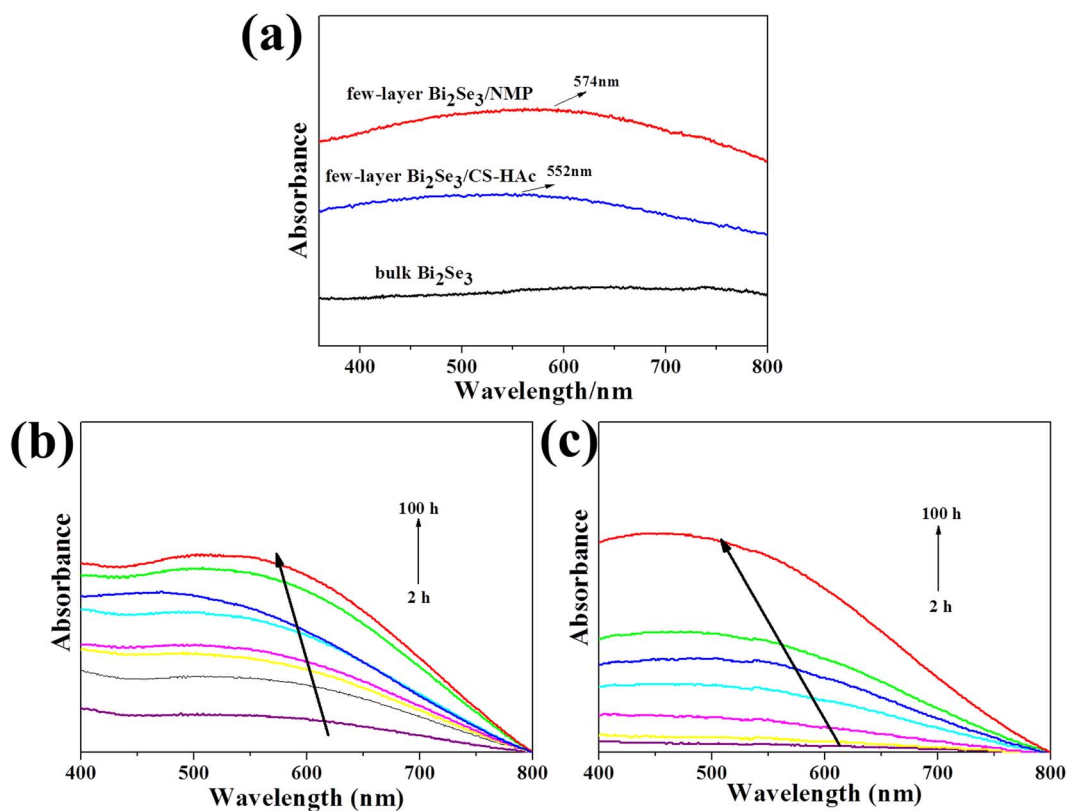 (a)
few-layer Bi2Se3/NMP
574nm
few-layer Bi2Se3/CS-HAc
552nm
bulk Bi2Se3
Absorbance
400 500 600 700 800
Wavelength/nm
(b)
100 h
2 h
Absorbance
400 500 600 700 800
Wavelength (nm)
(c)
100 h
2 h
Absorbance
400 500 600 700 800
Wavelength (nm)